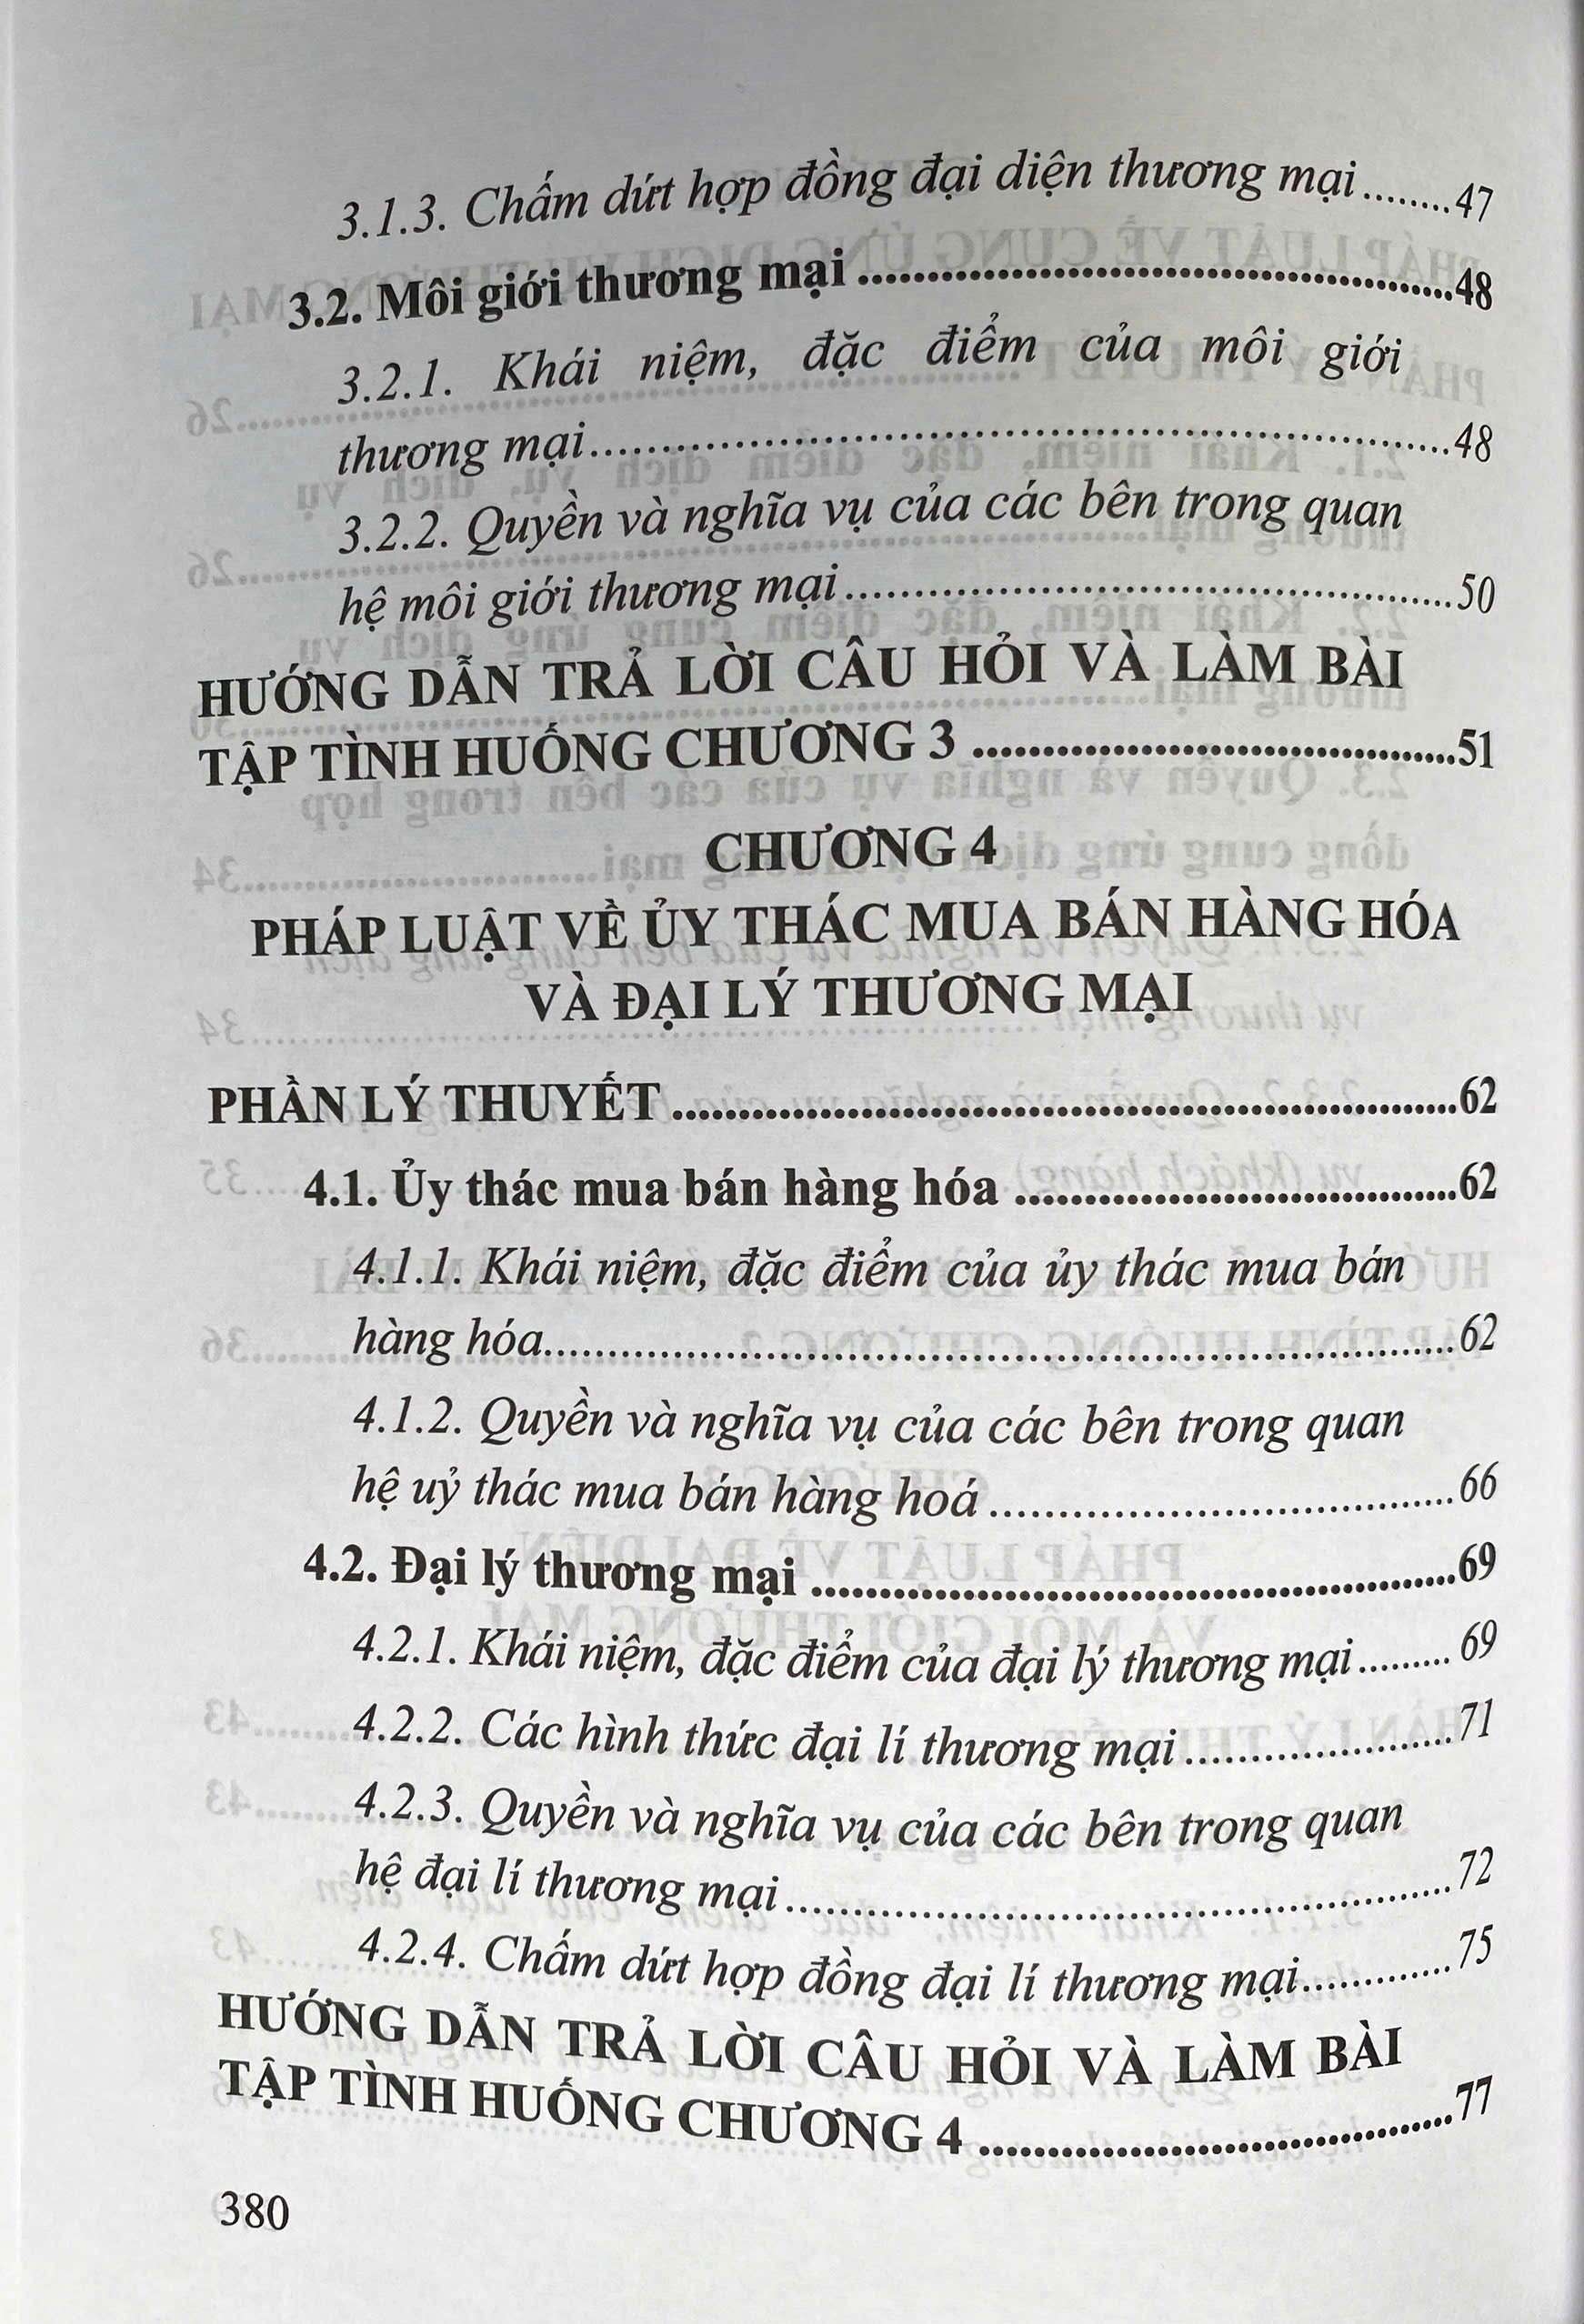 3.1.3. Chấm dứt hợp đồng đại diện thương mại........47
3.2. Môi giới thương mại ............................................48
3.2.1. Khái niệm, đặc điểm của môi giới
thương mại................................................................48
3.2.2. Quyền và nghĩa vụ của các bên trong quan
hệ môi giới thương mại.............................................50
HƯỚNG DẪN TRẢ LỜI CÂU HỎI VÀ LÀM BÀI
TẬP TÌNH HUỐNG CHƯƠNG 3 ....................................51
CHƯƠNG 4
PHÁP LUẬT VỀ ỦY THÁC MUA BÁN HÀNG HÓA
VÀ ĐẠI LÝ THƯƠNG MẠI
PHẦN LÝ THUYẾT ...........................................................62
4.1. Ủy thác mua bán hàng hóa .................................62
4.1.1. Khái niệm, đặc điểm của ủy thác mua bán
hàng hóa....................................................................62
4.1.2. Quyền và nghĩa vụ của các bên trong quan
hệ uỷ thác mua bán hàng hoá ..................................66
4.2. Đại lý thương mại ................................................69
4.2.1. Khái niệm, đặc điểm của đại lý thương mại......... 69
4.2.2. Các hình thức đại lí thương mại ....................71
4.2.3. Quyền và nghĩa vụ của các bên trong quan
hệ đại lí thương mại .................................................72
4.2.4. Chấm dứt hợp đồng đại lí thương mại............75
HƯỚNG DẪN TRẢ LỜI CÂU HỎI VÀ LÀM BÀI
TẬP TÌNH HUỐNG CHƯƠNG 4 ...................................77
380